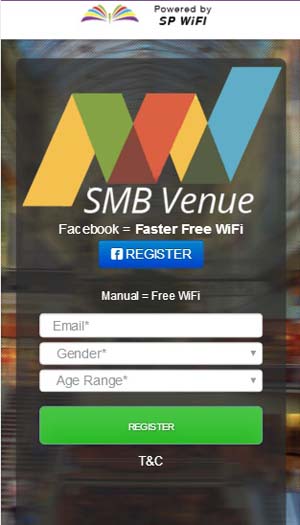 Powered by
SP WiFI
SMB Venue
Facebook = Faster Free WiFi
REGISTER
Manual = Free WiFi
Email*
Gender*
Age Range*
REGISTER
T&C